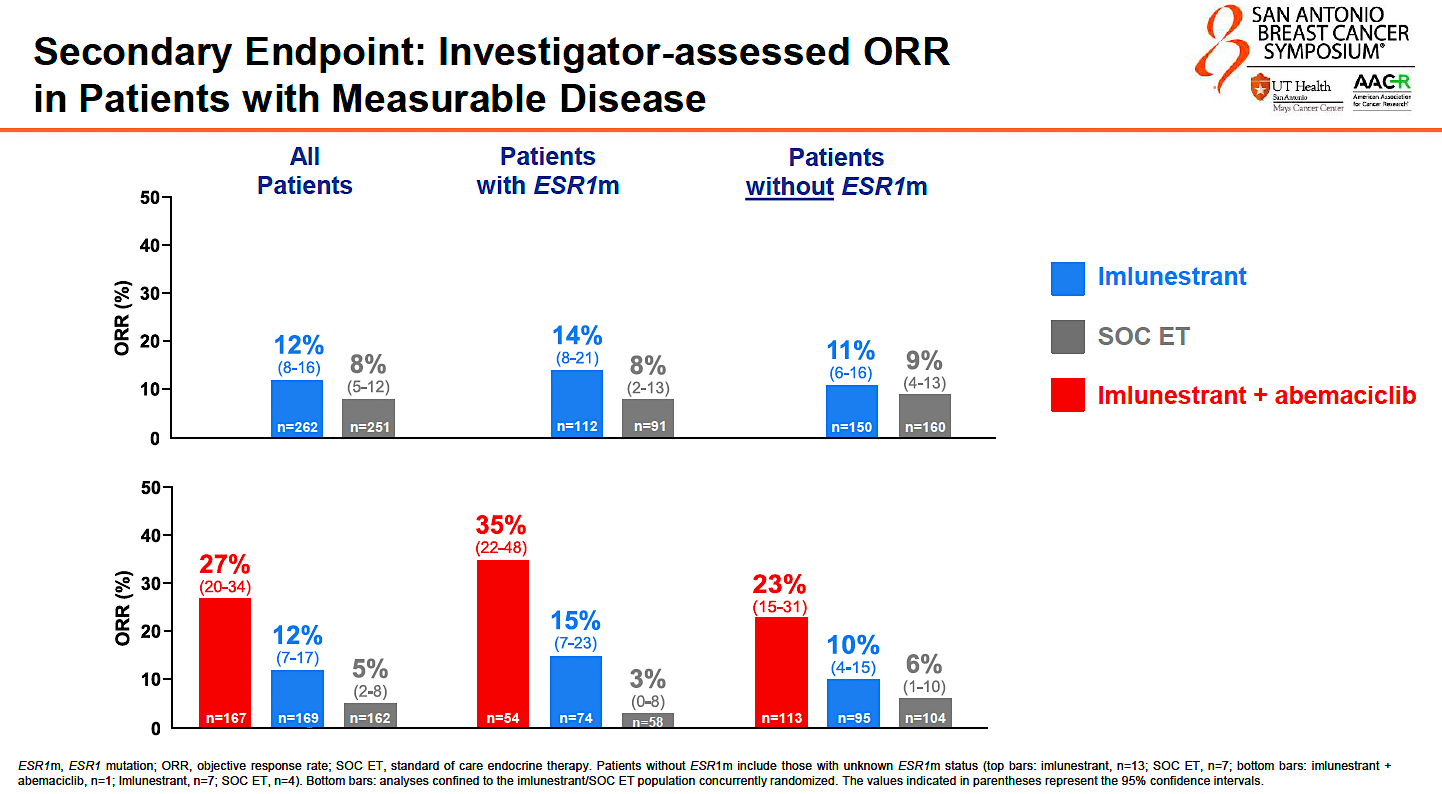 Secondary Endpoint: Investigator-assessed ORR
in Patients with Measurable Disease
SAN ANTONIO
BREAST CANCER
SYMPOSIUM®
UT Health
San Antonio
Mays Cancer Center
AACR
American Association
for Cancer Research®
All
Patients
Patients
with ESR1m
Patients
without ESR1m
ORR (%)
50
40
30
20
10
0
12%
(8-16)
n=262
8%
(5-12)
n=251
14%
(8-21)
n=112
8%
(2-13)
n=91
11%
(6-16)
n=150
9%
(4-13)
n=160
Imlunestrant
SOC ET
Imlunestrant + abemaciclib
ORR (%)
50
40
30
20
10
0
27%
(20-34)
n=167
12%
(7-17)
n=169
5%
(2-8)
n=162
35%
(22-48)
n=54
15%
(7-23)
n=74
3%
(0-8)
n=58
23%
(15-31)
n=113
10%
(4-15)
n=95
6%
(1-10)
n=104
ESR1m, ESR1 mutation; ORR, objective response rate; SOC ET, standard of care endocrine therapy. Patients without ESR1m include those with unknown ESR1m status (top bars: imlunestrant, n=13; SOC ET, n=7; bottom bars: imlunestrant +
abemaciclib, n=1; Imlunestrant, n=7; SOC ET, n=4). Bottom bars: analyses confined to the imlunestrant/SOC ET population concurrently randomized. The values indicated in parentheses represent the 95% confidence intervals.